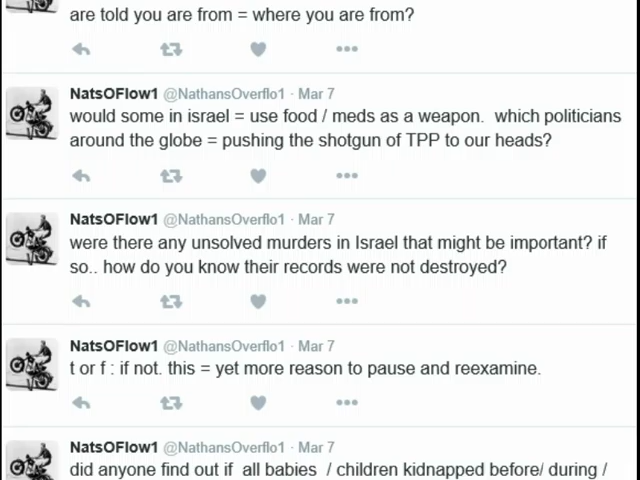 are told you are from = where you are from?
NatsOFlow1 @NathansOverflo1 · Mar 7
would some in israel = use food / meds as a weapon.  which politicians
around the globe = pushing the shotgun of TPP to our heads?
NatsOFlow1 @NathansOverflo1 · Mar 7
were there any unsolved murders in Israel that might be important? if
so.. how do you know their records were not destroyed?
NatsOFlow1 @NathansOverflo1 · Mar 7
t or f : if not. this = yet more reason to pause and reexamine.
NatsOFlow1 @NathansOverflo1 · Mar 7
did anyone find out if  all babies  / children kidnapped before/ during /